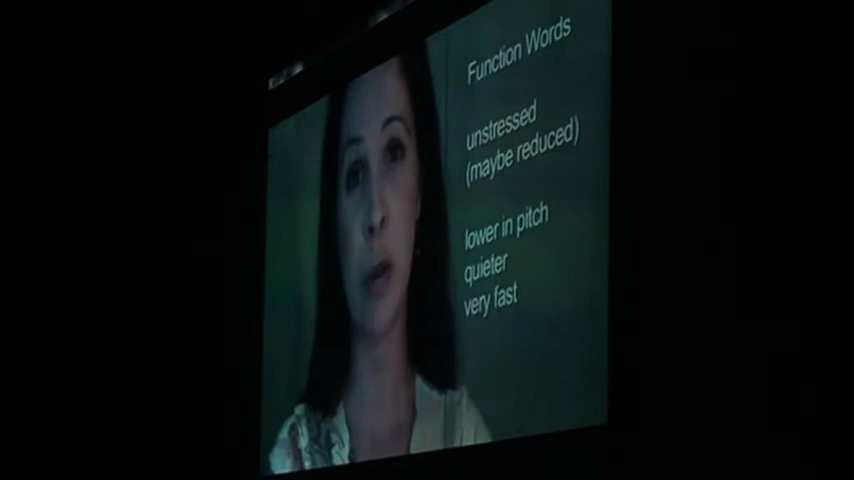 Function Words
unstressed
(maybe reduced)
lower in pitch
quieter
very fast